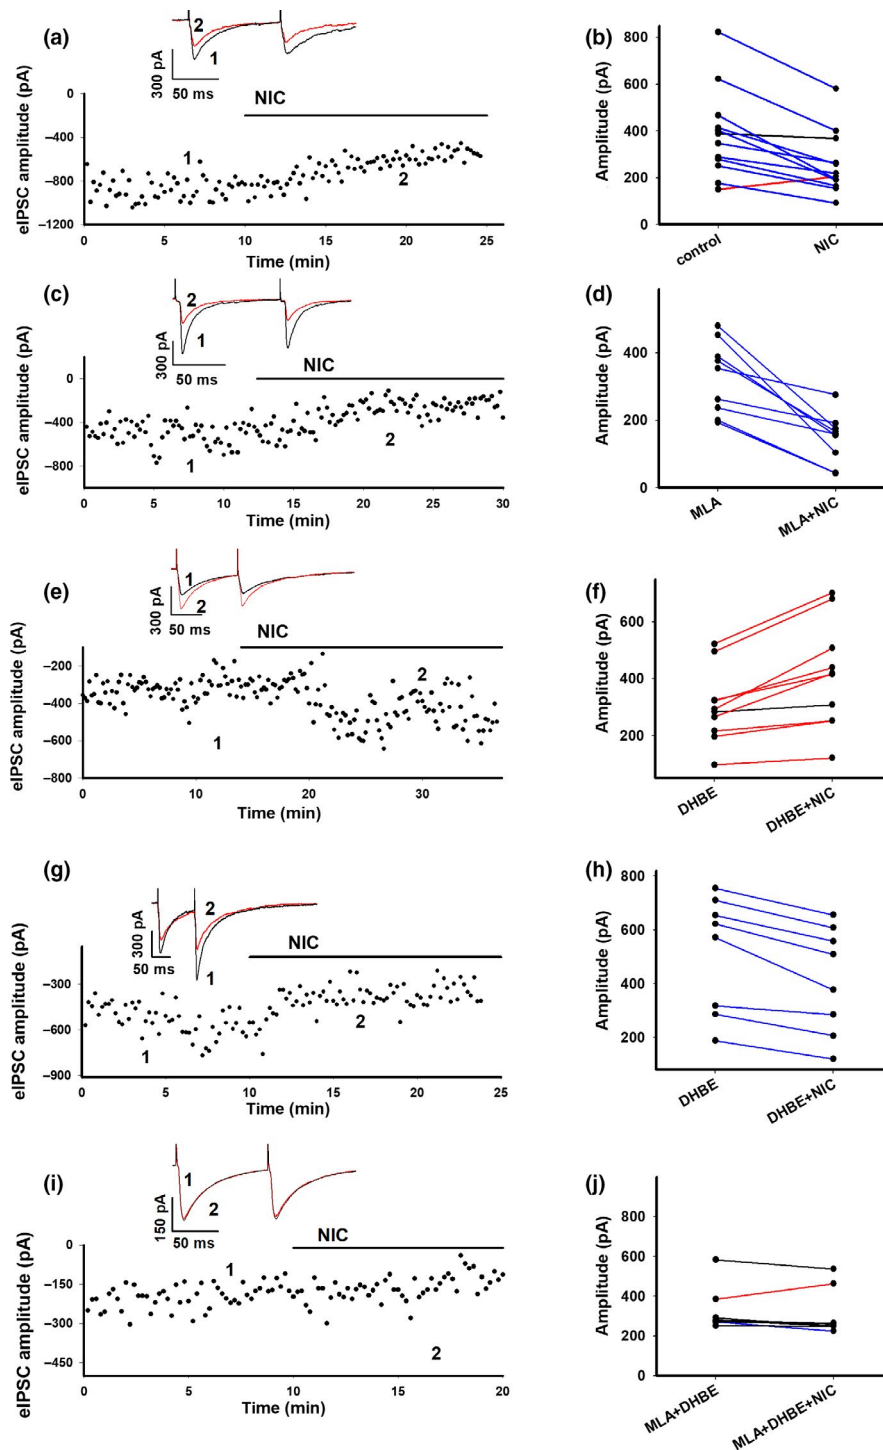 (a)
2
1
300 pA
50 ms
NIC
eIPSC amplitude (pA)
0
–400
–800
–1200
1
2
0 5 10 15 20 25
Time (min)
(b)
Amplitude (pA)
800
600
400
200
0
control NIC
(c)
2
1
300 pA
50 ms
NIC
eIPSC amplitude (pA)
0
–400
–800
1
2
0 5 10 15 20 25 30
Time (min)
(d)
Amplitude (pA)
400
200
0
MLA MLA+NIC
(e)
1
2
300 pA
50 ms
NIC
eIPSC amplitude (pA)
–200
–400
–600
–800
1
2
0 10 20 30
Time (min)
(f)
Amplitude (pA)
600
400
200
DHBE DHBE+NIC
(g)
2
1
300 pA
50 ms
NIC
eIPSC amplitude (pA)
–300
–600
–900
1
2
0 5 10 15 20 25
Time (min)
(h)
Amplitude (pA)
800
600
400
200
DHBE DHBE+NIC
(i)
1
2
150 pA
50 ms
NIC
eIPSC amplitude (pA)
0
–150
–300
–450
1
2
0 5 10 15 20
Time (min)
(j)
Amplitude (pA)
800
600
400
200
0
MLA+DHBE MLA+DHBE+NIC